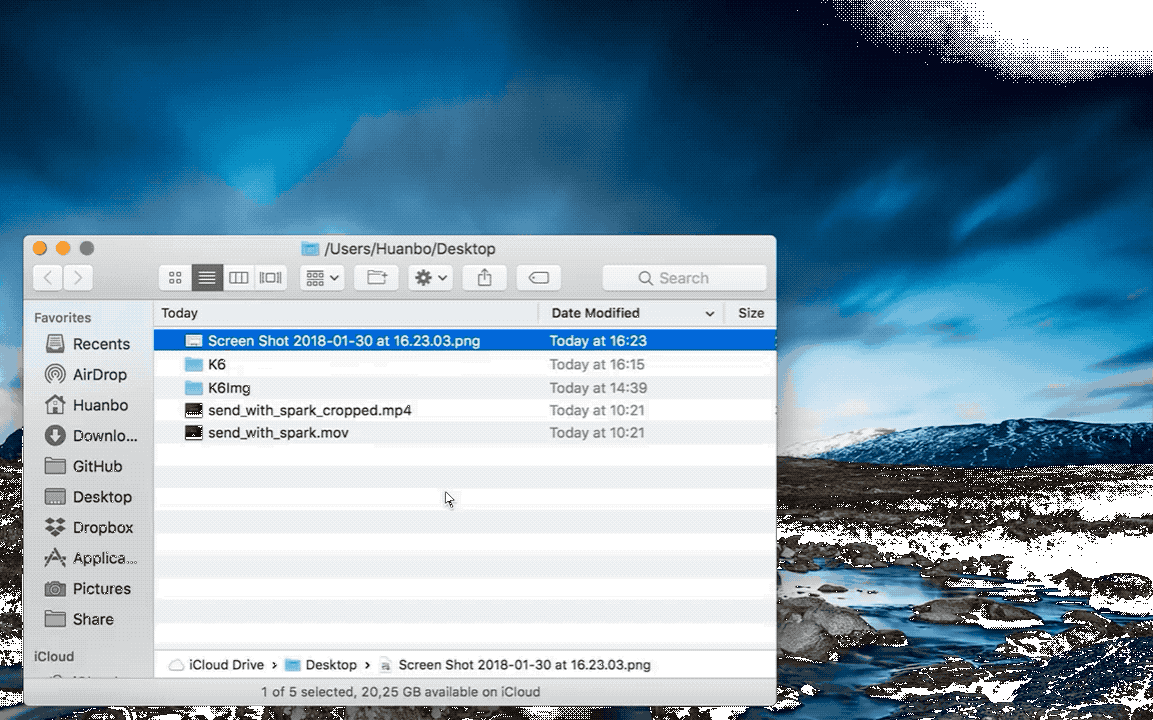 /Users/Huanbo/Desktop
Search
Favorites
Recents
AirDrop
Huanbo
Downlo...
GitHub
Desktop
Dropbox
Applica...
Pictures
Share
iCloud
Today Date Modified Size
Screen Shot 2018-01-30 at 16.23.03.png Today at 16:23
K6 Today at 16:15
K6Img Today at 14:39
send_with_spark_cropped.mp4 Today at 10:21
send_with_spark.mov Today at 10:21
iCloud Drive › Desktop › Screen Shot 2018-01-30 at 16.23.03.png
1 of 5 selected, 20,25 GB available on iCloud